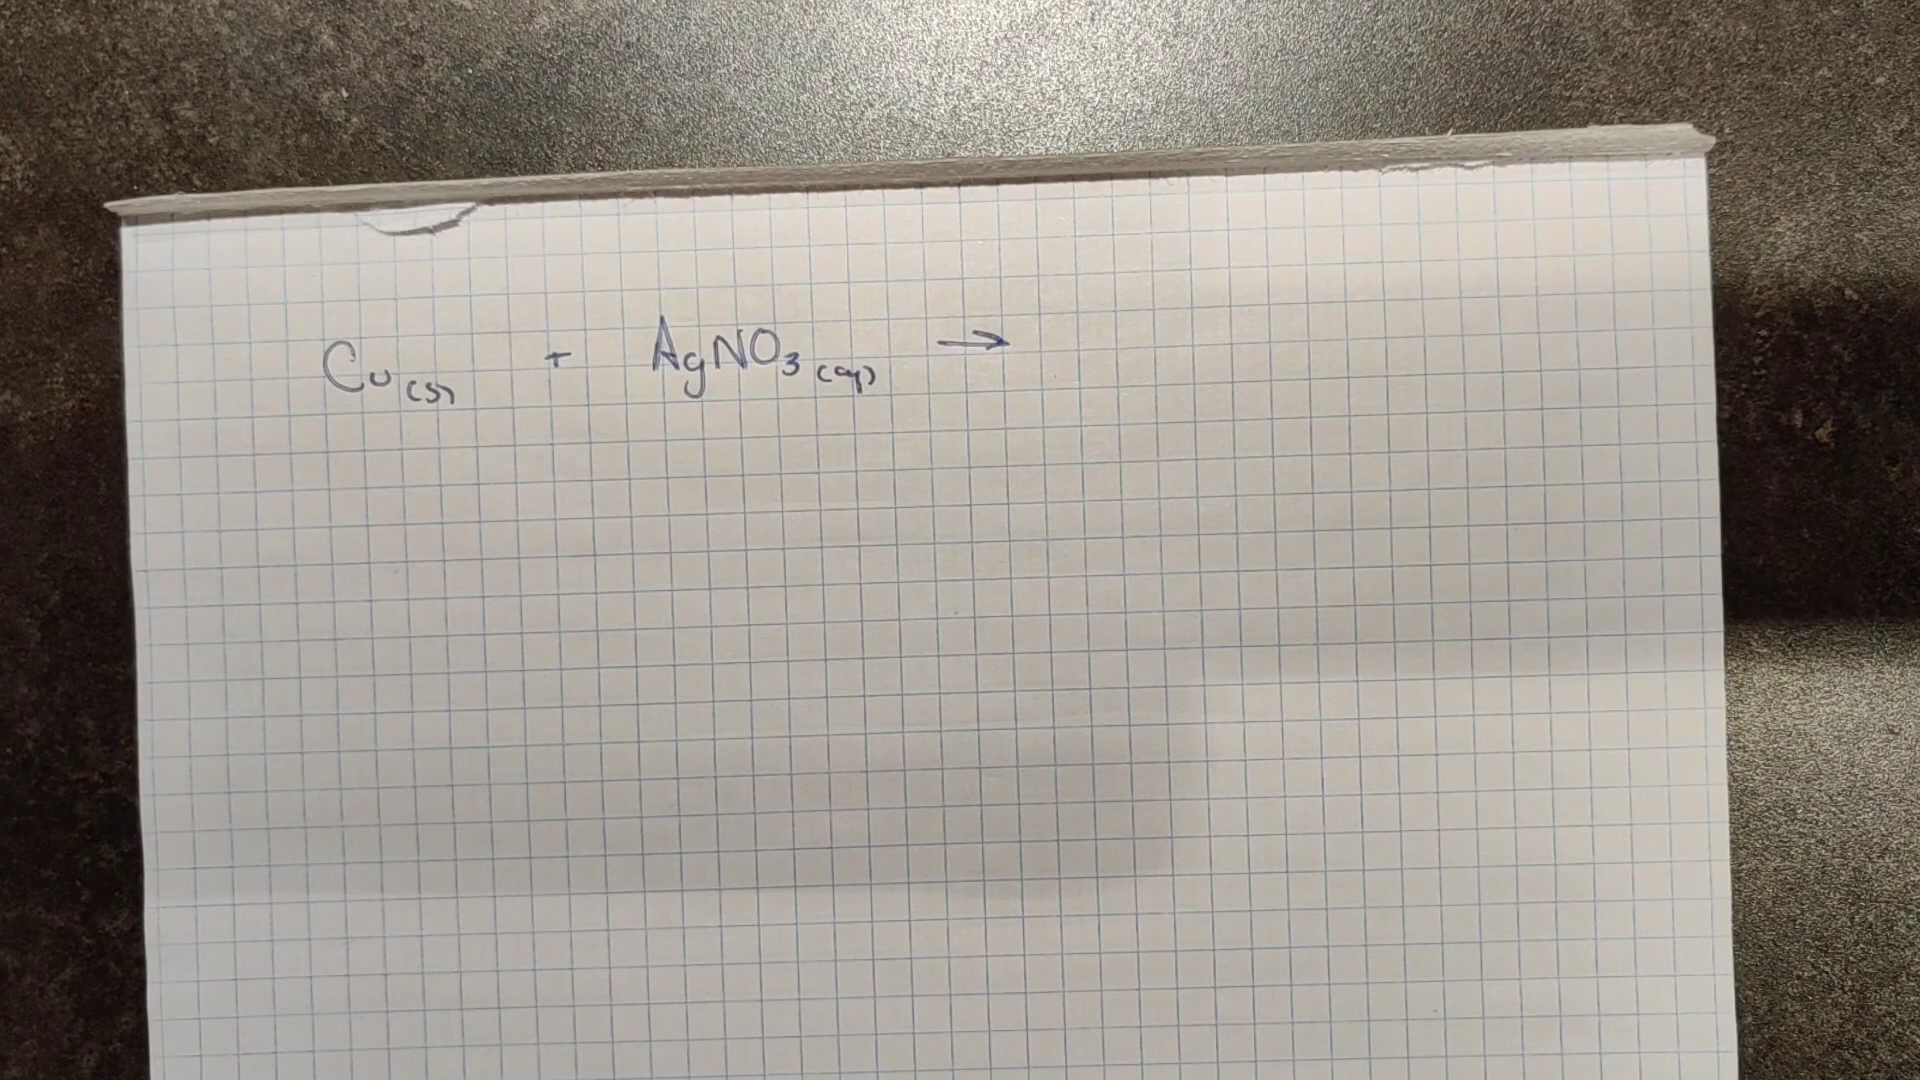 Cu(s) + AgNO3(aq) →